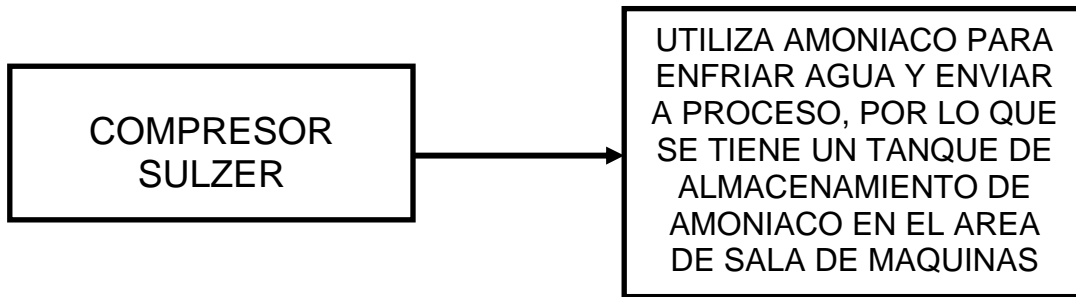 COMPRESOR
SULZER
UTILIZA AMONIACO PARA
ENFRIAR AGUA Y ENVIAR
A PROCESO, POR LO QUE
SE TIENE UN TANQUE DE
ALMACENAMIENTO DE
AMONIACO EN EL AREA
DE SALA DE MAQUINAS